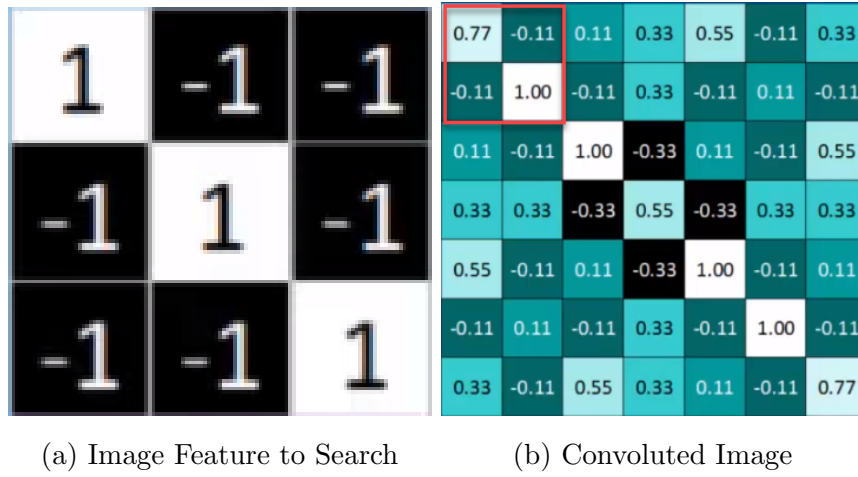 1 -1 -1
-1 1 -1
-1 -1 1
0.77 -0.11 0.11 0.33 0.55 -0.11 0.33
-0.11 1.00 -0.11 0.33 -0.11 0.11 -0.11
0.11 -0.11 1.00 -0.33 0.11 -0.11 0.55
0.33 0.33 -0.33 0.55 -0.33 0.33 0.33
0.55 -0.11 0.11 -0.33 1.00 -0.11 0.11
-0.11 0.11 -0.11 0.33 -0.11 1.00 -0.11
0.33 -0.11 0.55 0.33 0.11 -0.11 0.77
(a) Image Feature to Search
(b) Convoluted Image